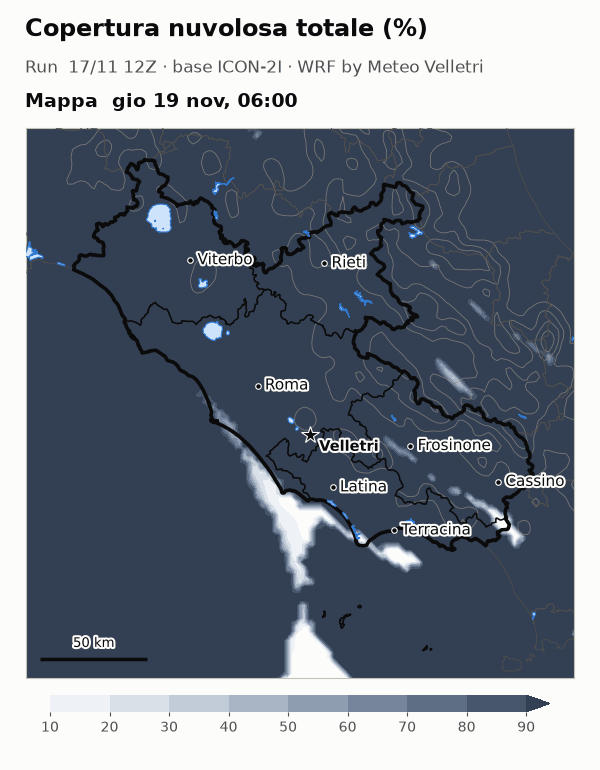 Copertura nuvolosa totale (%)
Run  17/11 12Z · base ICON-2I · WRF by Meteo Velletri
Mappa  gio 19 nov, 06:00
Viterbo
Rieti
Roma
Velletri
Frosinone
Cassino
Latina
Terracina
50 km
10 20 30 40 50 60 70 80 90